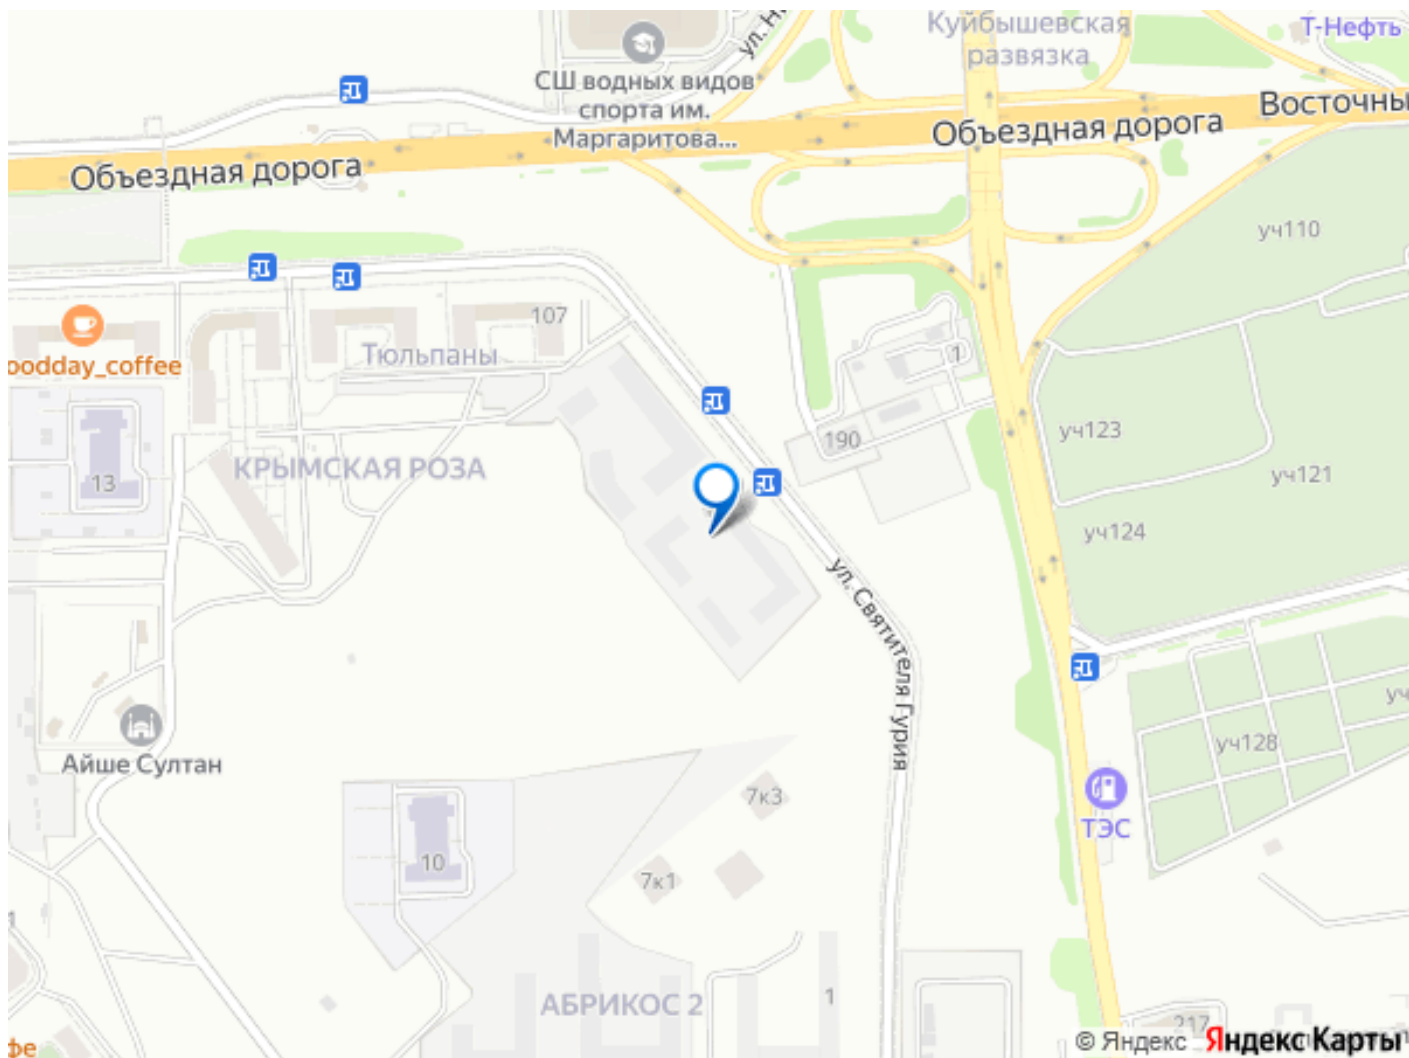 Куйбышевская
развязка
Т-Нефть
СШ водных видов
спорта им.
Маргаритова...
Восточны
Объездная дорога
Объездная дорога
уч110
107
Тюльпаны
oodday_coffee
1
190
уч123
КРЫМСКАЯ РОЗА
13
уч121
уч124
ул. Святителя Гурия
Айше Султан
уч128
7к3
ТЭС
10
7к1
АБРИКОС 2
1
217
© Яндекс Яндекс Карты
фе